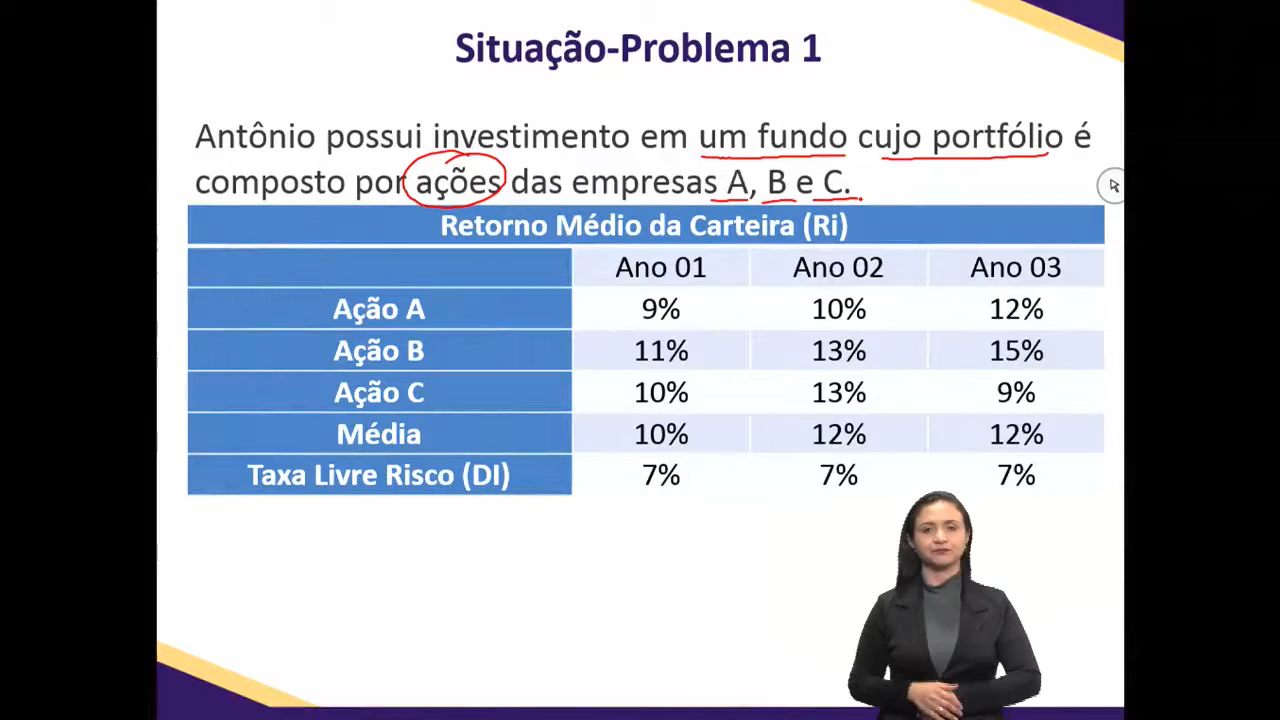 Situação-Problema 1
Antônio possui investimento em um fundo cujo portfólio é
composto por ações das empresas A, B e C.
Retorno Médio da Carteira (Ri)
Ano 01 Ano 02 Ano 03
Ação A 9% 10% 12%
Ação B 11% 13% 15%
Ação C 10% 13% 9%
Média 10% 12% 12%
Taxa Livre Risco (DI) 7% 7% 7%